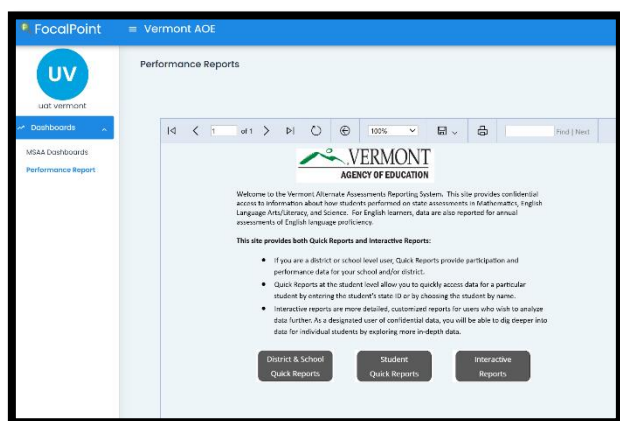 FocalPoint
Vermont AOE
UV
uat vermont
Dashboards
MSAA Dashboards
Performance Report
Performance Reports
1 of 1 100% Find | Next
VERMONT
AGENCY OF EDUCATION
Welcome to the Vermont Alternate Assessments Reporting System. This site provides confidential
access to information about how students performed on state assessments in Mathematics, English
Language Arts/Literacy, and Science. For English learners, data are also reported for annual
assessments of English language proficiency.
This site provides both Quick Reports and Interactive Reports:
● If you are a district or school level user, Quick Reports provide participation and
performance data for your school and/or district.
● Quick Reports at the student level allow you to quickly access data for a particular
student by entering the student's state ID or by choosing the student by name.
● Interactive reports are more detailed, customized reports for users who wish to analyze
data further. As a designated user of confidential data, you will be able to dig deeper into
data for individual students by exploring more in-depth data.
District & School
Quick Reports
Student
Quick Reports
Interactive
Reports